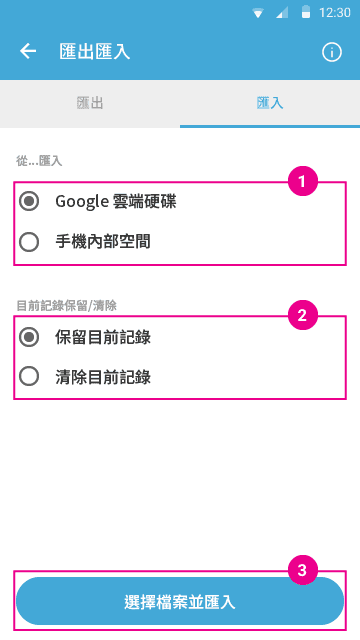 12:30
匯出匯入
匯出
匯入
從...匯入
1
Google 雲端硬碟
手機內部空間
目前記錄保留/清除
2
保留目前記錄
清除目前記錄
3
選擇檔案並匯入